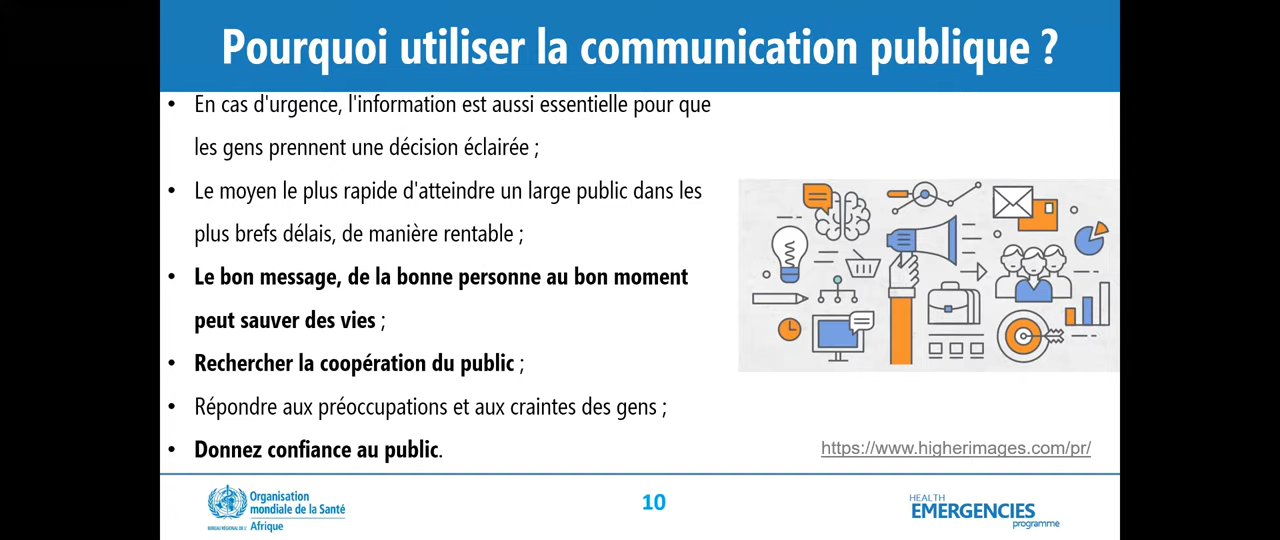 Pourquoi utiliser la communication publique ?
• En cas d'urgence, l'information est aussi essentielle pour que
les gens prennent une décision éclairée ;
• Le moyen le plus rapide d'atteindre un large public dans les
plus brefs délais, de manière rentable ;
• Le bon message, de la bonne personne au bon moment
peut sauver des vies ;
• Rechercher la coopération du public ;
• Répondre aux préoccupations et aux craintes des gens ;
• Donnez confiance au public.
https://www.higherimages.com/pr/
Organisation
mondiale de la Santé
BUREAU RÉGIONAL DE L' Afrique
10
HEALTH
EMERGENCIES
programme